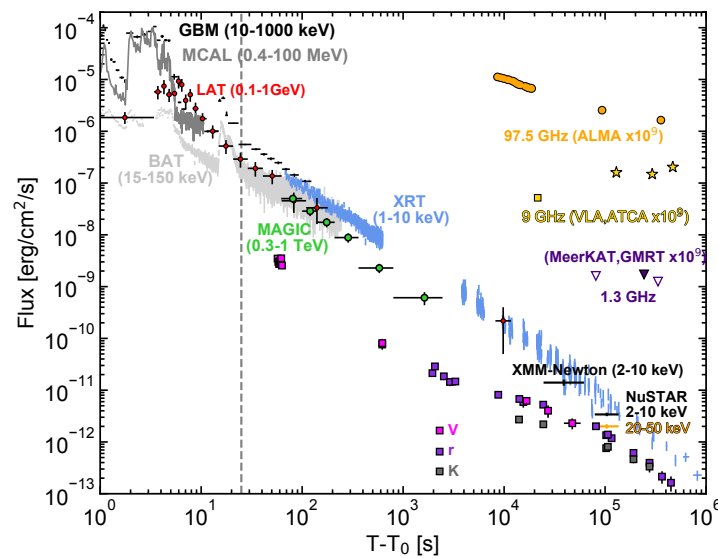 GBM (10-1000 keV)
MCAL (0.4-100 MeV)
LAT (0.1-1GeV)
BAT
(15-150 keV)
XRT
(1-10 keV)
MAGIC
(0.3-1 TeV)
97.5 GHz (ALMA x10⁹)
9 GHz (VLA,ATCA x10⁹)
(MeerKAT,GMRT x10⁹)
1.3 GHz
XMM-Newton (2-10 keV)
NuSTAR
2-10 keV
20-50 keV
V
r
K
Flux [erg/cm²/s]
10⁻⁴
10⁻⁵
10⁻⁶
10⁻⁷
10⁻⁸
10⁻⁹
10⁻¹⁰
10⁻¹¹
10⁻¹²
10⁻¹³
10⁰ 10¹ 10² 10³ 10⁴ 10⁵ 10⁶
T-T₀ [s]